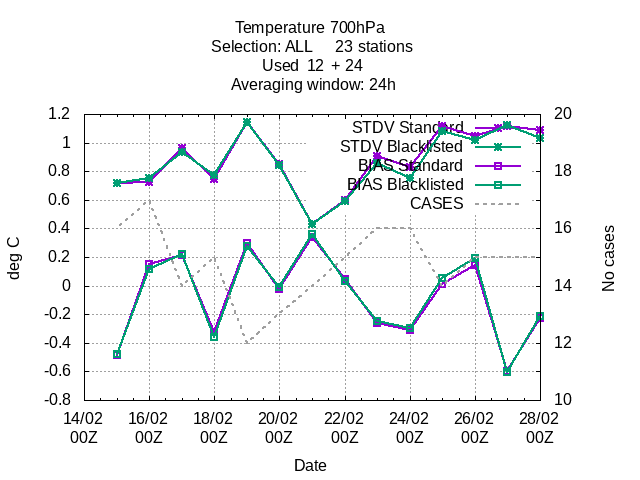 Temperature 700hPa
Selection: ALL     23 stations
Used  12 + 24
Averaging window: 24h
STDV Standard
STDV Blacklisted
BIAS Standard
BIAS Blacklisted
CASES
1.2
1
0.8
0.6
0.4
0.2
0
-0.2
-0.4
-0.6
-0.8
deg C
20
18
16
14
12
10
No cases
14/02 16/02 18/02 20/02 22/02 24/02 26/02 28/02
00Z 00Z 00Z 00Z 00Z 00Z 00Z 00Z
Date